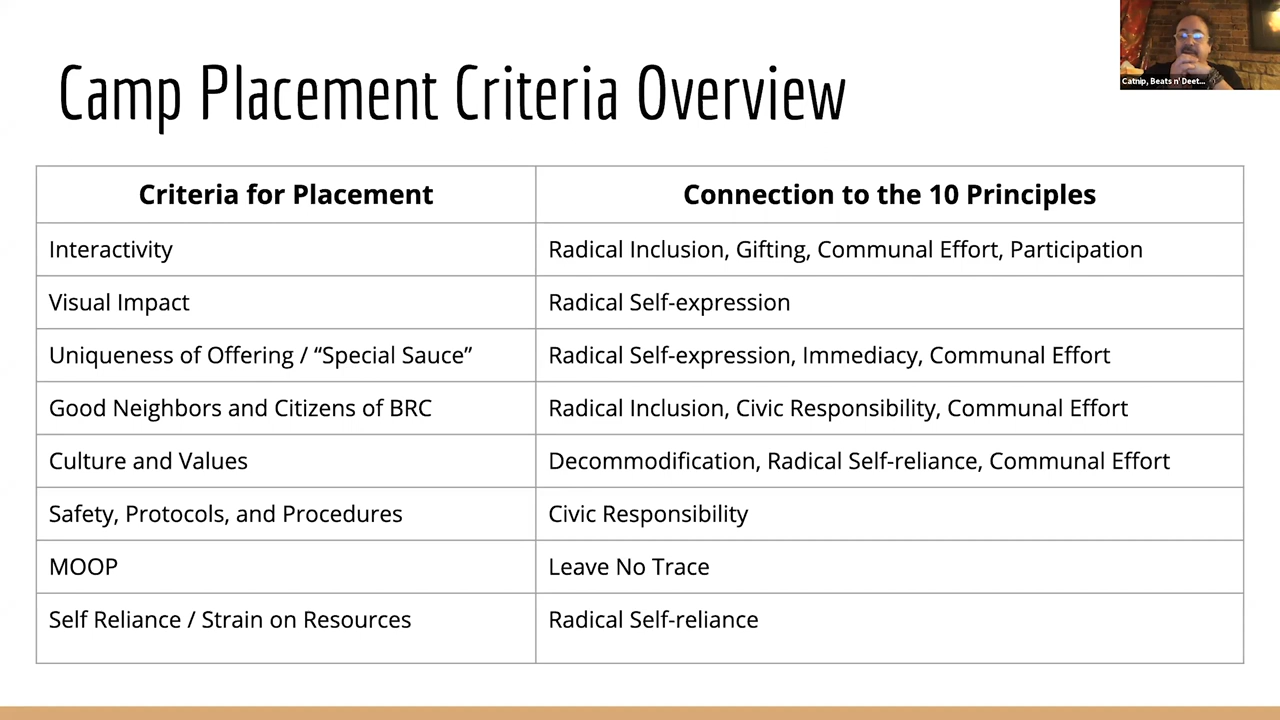 Camp Placement Criteria Overview
Catnip, Beats n' Deet...
Criteria for Placement
Connection to the 10 Principles
Interactivity
Radical Inclusion, Gifting, Communal Effort, Participation
Visual Impact
Radical Self-expression
Uniqueness of Offering / “Special Sauce”
Radical Self-expression, Immediacy, Communal Effort
Good Neighbors and Citizens of BRC
Radical Inclusion, Civic Responsibility, Communal Effort
Culture and Values
Decommodification, Radical Self-reliance, Communal Effort
Safety, Protocols, and Procedures
Civic Responsibility
MOOP
Leave No Trace
Self Reliance / Strain on Resources
Radical Self-reliance